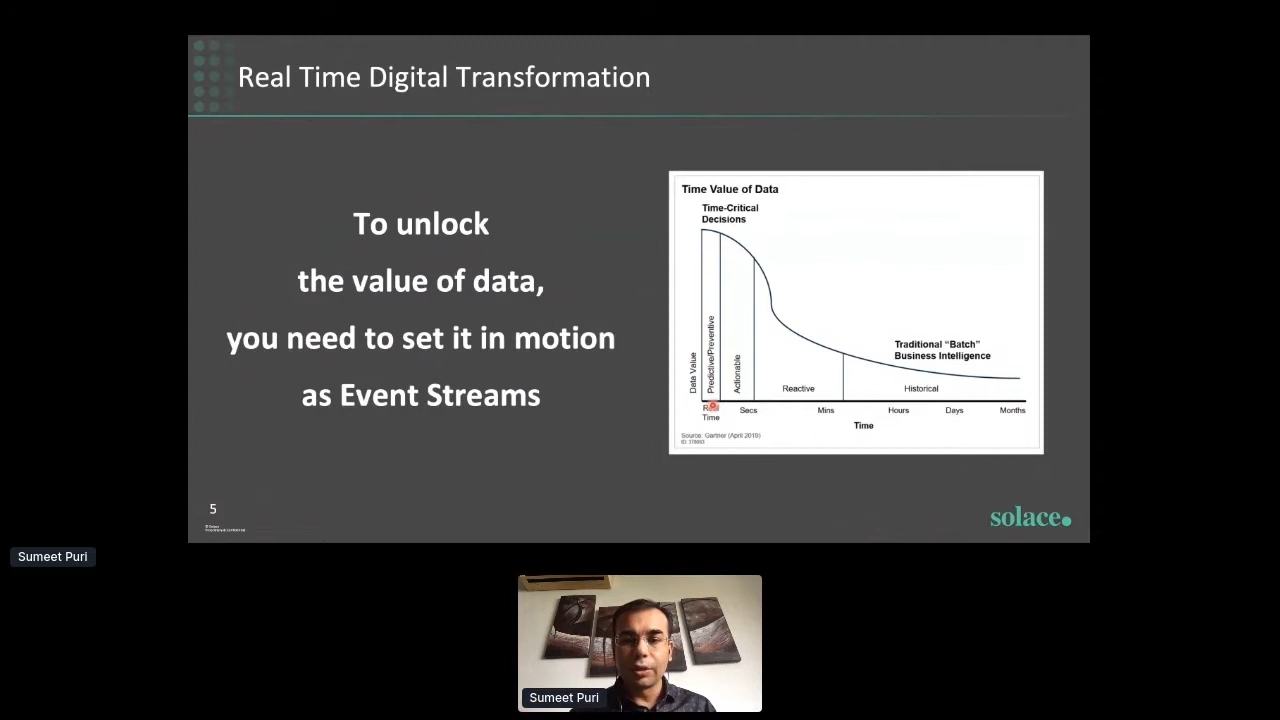 Real Time Digital Transformation
To unlock
the value of data,
you need to set it in motion
as Event Streams
Time Value of Data
Time-Critical
Decisions
Data Value
Predictive/Preventive
Actionable
Reactive
Historical
Traditional “Batch”
Business Intelligence
Time
Secs
Mins
Hours
Days
Months
Time
Source: Gartner (April 2019)
5
solace.
Sumeet Puri
Sumeet Puri